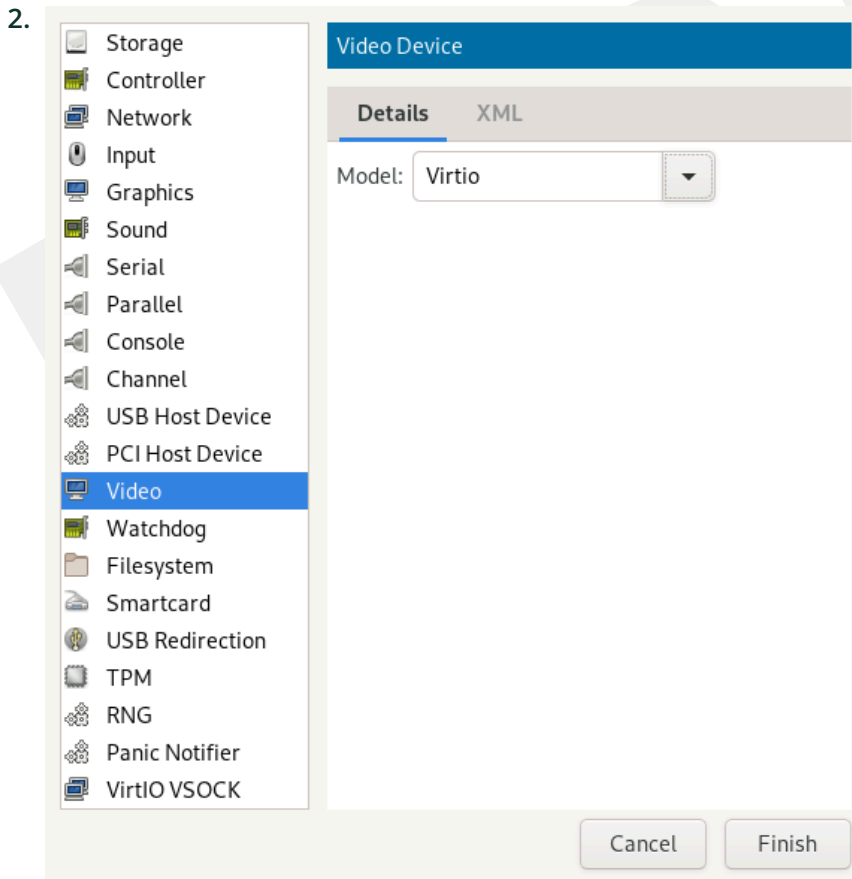 2.
Storage
Controller
Network
Input
Graphics
Sound
Serial
Parallel
Console
Channel
USB Host Device
PCI Host Device
Video
Watchdog
Filesystem
Smartcard
USB Redirection
TPM
RNG
Panic Notifier
VirtIO VSOCK
Video Device
Details XML
Model: Virtio
Cancel Finish